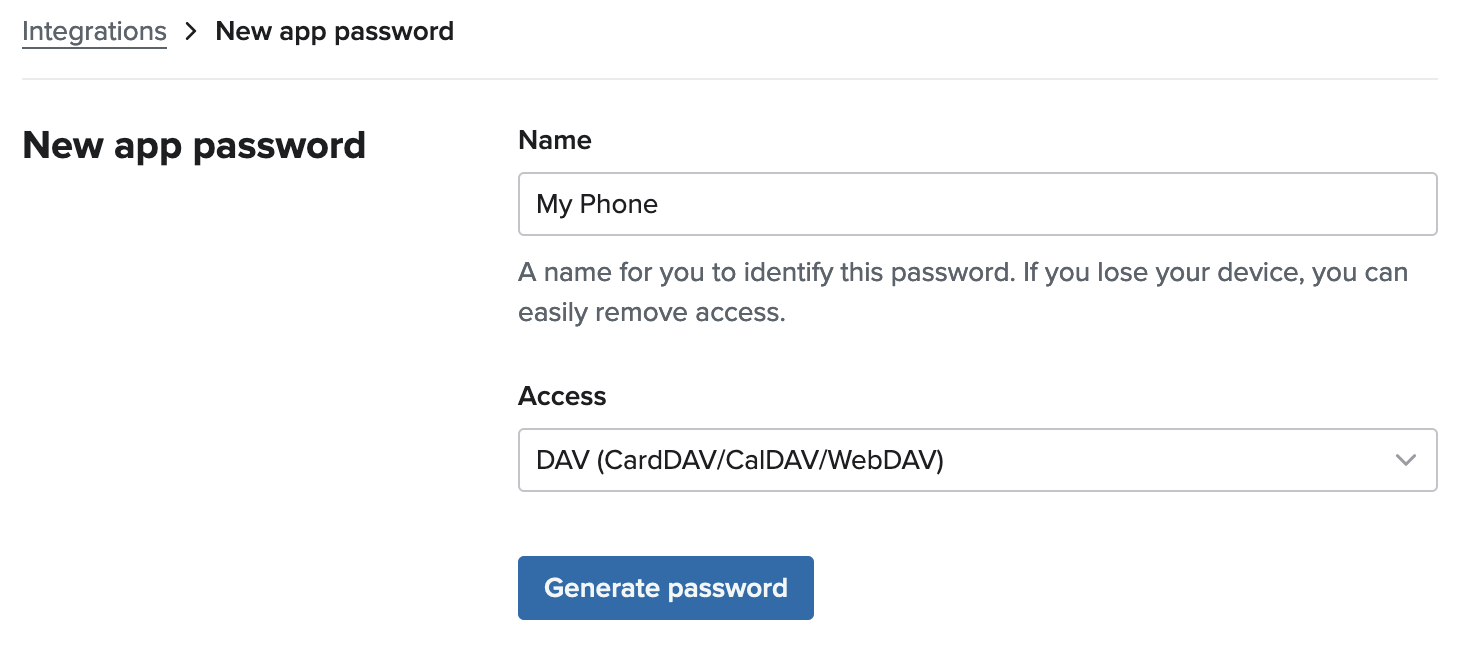 Integrations > New app password
New app password
Name
My Phone
A name for you to identify this password. If you lose your device, you can
easily remove access.
Access
DAV (CardDAV/CalDAV/WebDAV)
Generate password